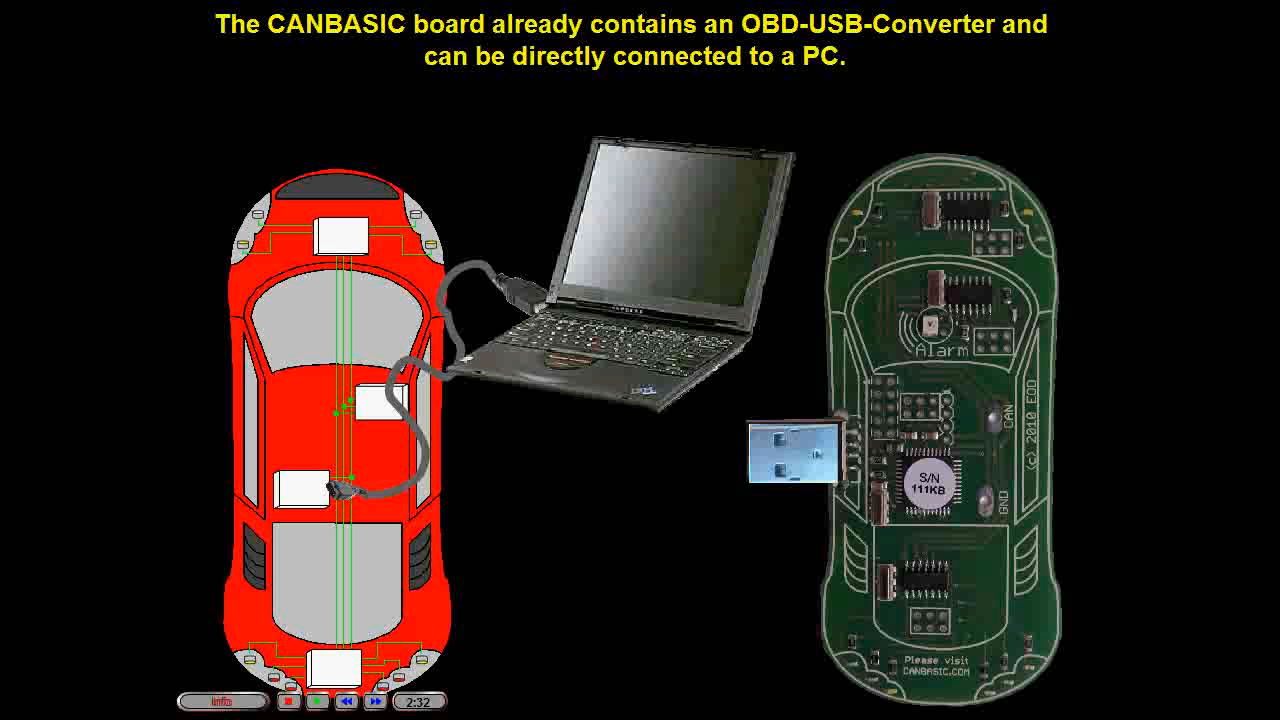 The CANBASIC board already contains an OBD-USB-Converter and
can be directly connected to a PC.
Alarm
CAN
(c) 2010 EOD
S/N
111KB
GND
Please visit
CANBASIC.COM
2:32